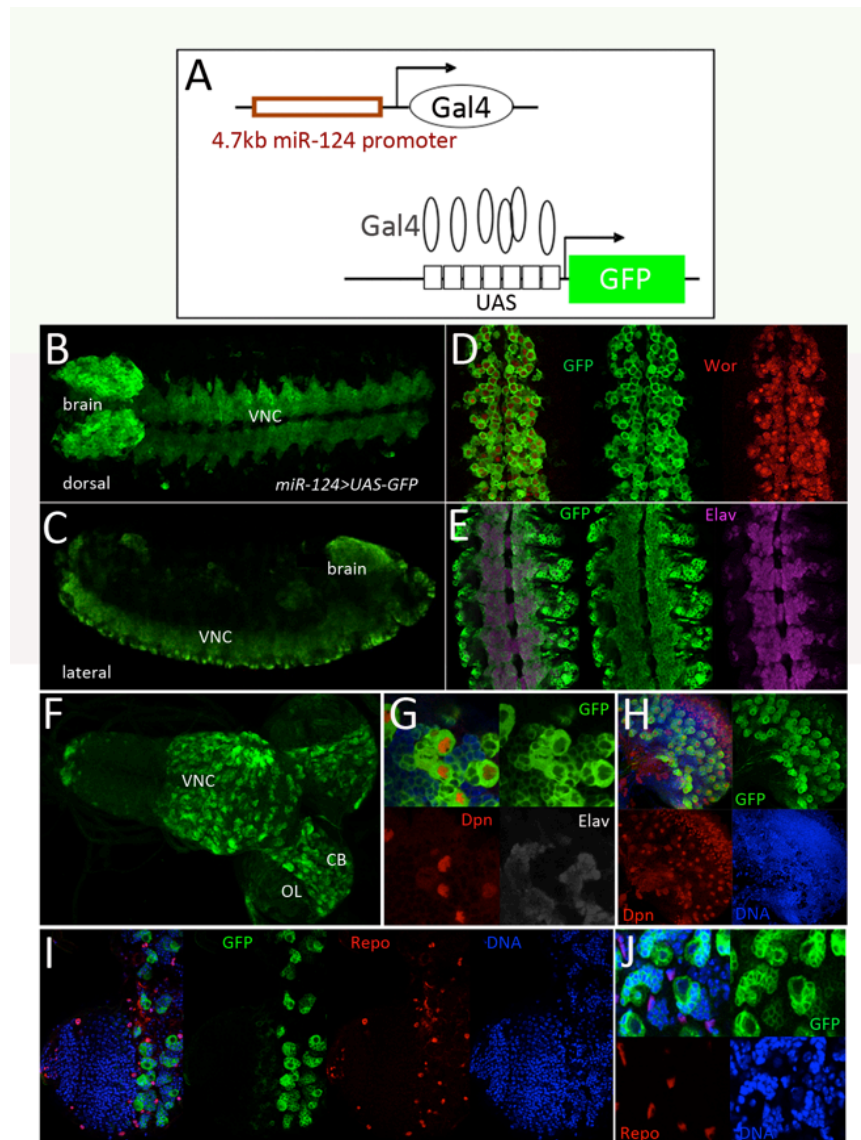 A
Gal4
4.7kb miR-124 promoter
Gal4
UAS
GFP
B
brain
VNC
dorsal
miR-124>UAS-GFP
C
brain
VNC
lateral
D
GFP
Wor
E
GFP
Elav
F
VNC
CB
OL
G
GFP
Dpn
Elav
H
GFP
Dpn
DNA
I
GFP
Repo
DNA
J
GFP
Repo
DNA